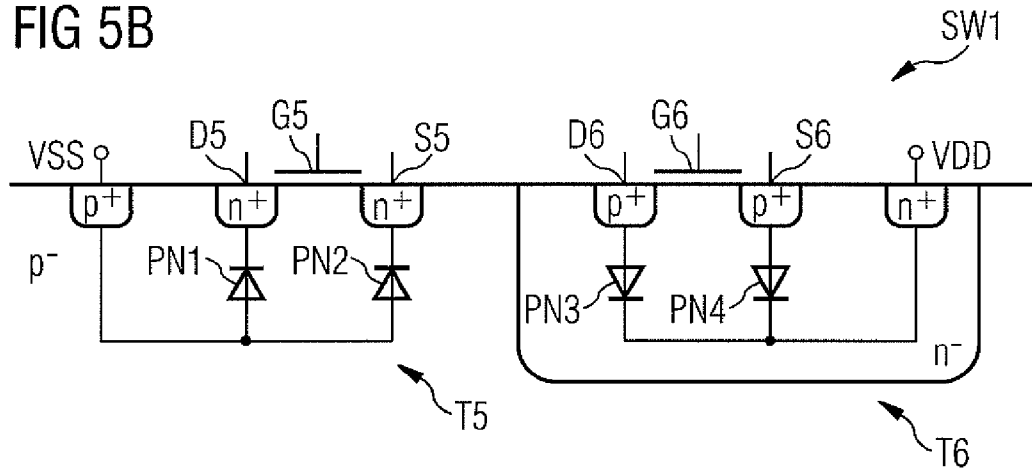 FIG 5B
SW1
VSS D5 G5 S5 D6 G6 S6 VDD
p+ n+ n+ p+ p+ n+
p- PN1 PN2 PN3 PN4 n-
T5 T6